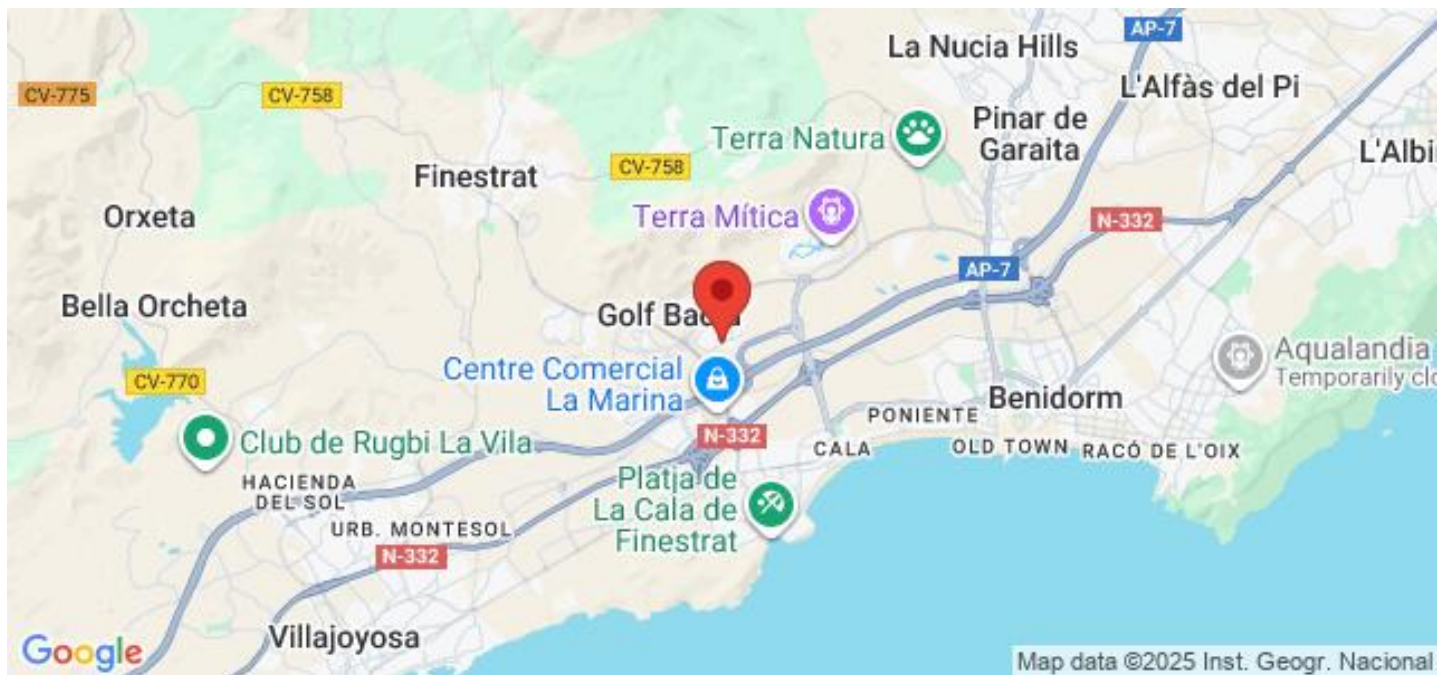 La Nucia Hills
AP-7
CV-775
CV-758
L'Alfàs del Pi
Terra Natura
Pinar de
Garaita
L'Albi
Finestrat
CV-758
Orxeta
Terra Mítica
N-332
AP-7
Bella Orcheta
Golf Ba
Centre Comercial
La Marina
Aqualandia
Temporarily clo
CV-770
Benidorm
PONIENTE
Club de Rugbi La Vila
N-332
CALA
OLD TOWN
RACÓ DE L'OIX
HACIENDA
DEL SOL
Platja de
La Cala de
Finestrat
URB. MONTESOL
N-332
Villajoyosa
Google
Map data ©2025 Inst. Geogr. Nacional